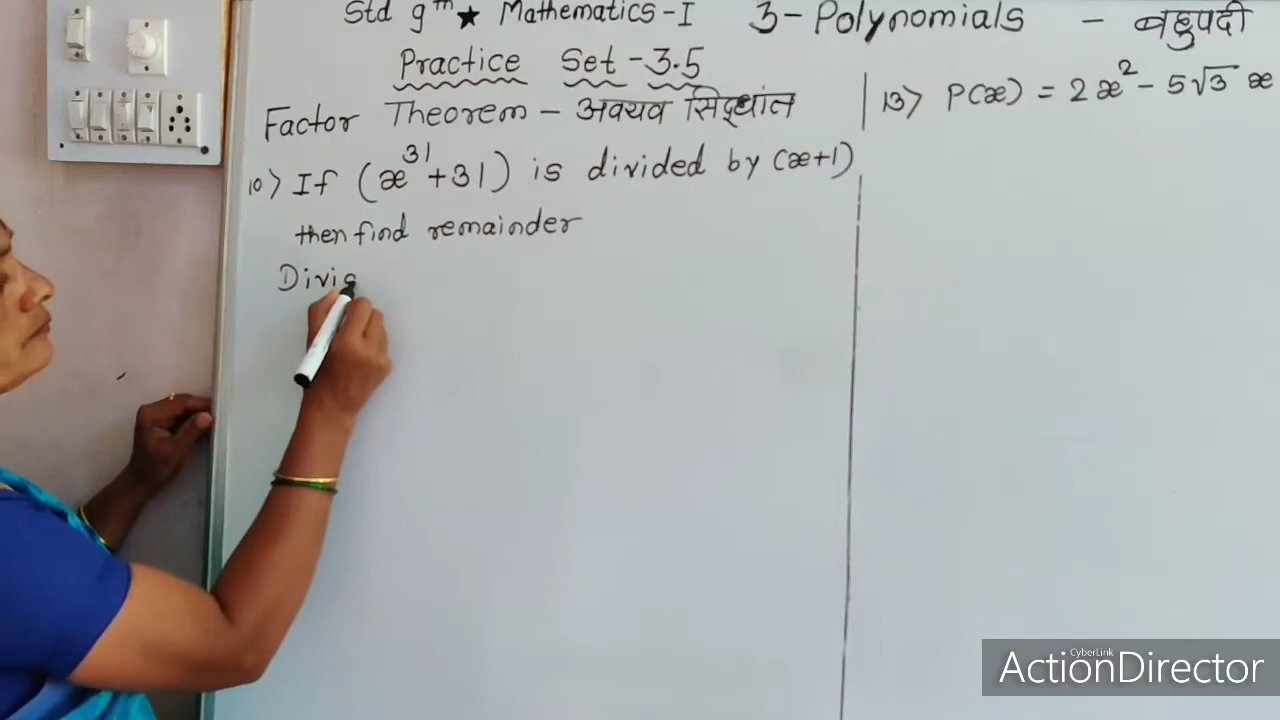 Std 9th ★ Mathematics-I 3-Polynomials - बहुपदी
Practice Set-3.5
Factor Theorem - अवयव सिद्धांत
10> If (x³¹+31) is divided by (x+1)
then find remainder
Divis
13> P(x) = 2x² - 5√3 x
CyberLink
ActionDirector